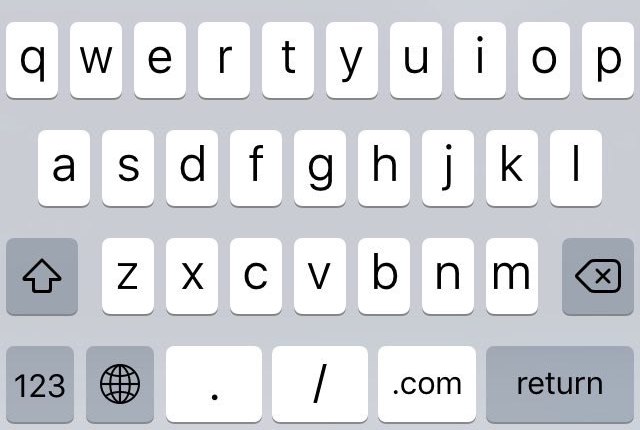 q w e r t y u i o p
a s d f g h j k l
z x c v b n m
123 . / .com return